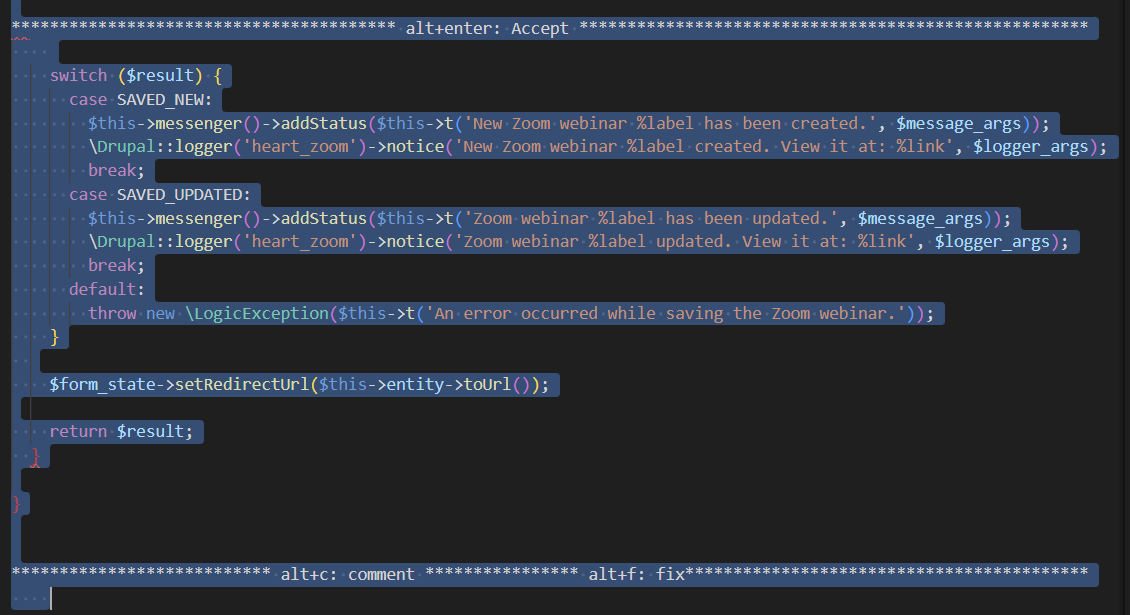 **************************************** alt+enter: Accept *****************************************************
switch ($result) {
case SAVED_NEW:
$this->messenger()->addStatus($this->t('New Zoom webinar %label has been created.', $message_args));
\Drupal::logger('heart_zoom')->notice('New Zoom webinar %label created. View it at: %link', $logger_args);
break;
case SAVED_UPDATED:
$this->messenger()->addStatus($this->t('Zoom webinar %label has been updated.', $message_args));
\Drupal::logger('heart_zoom')->notice('Zoom webinar %label updated. View it at: %link', $logger_args);
break;
default:
throw new \LogicException($this->t('An error occurred while saving the Zoom webinar.'));
}
$form_state->setRedirectUrl($this->entity->toUrl());
return $result;
}
}
*************************** alt+c: comment **************** alt+f: fix******************************************